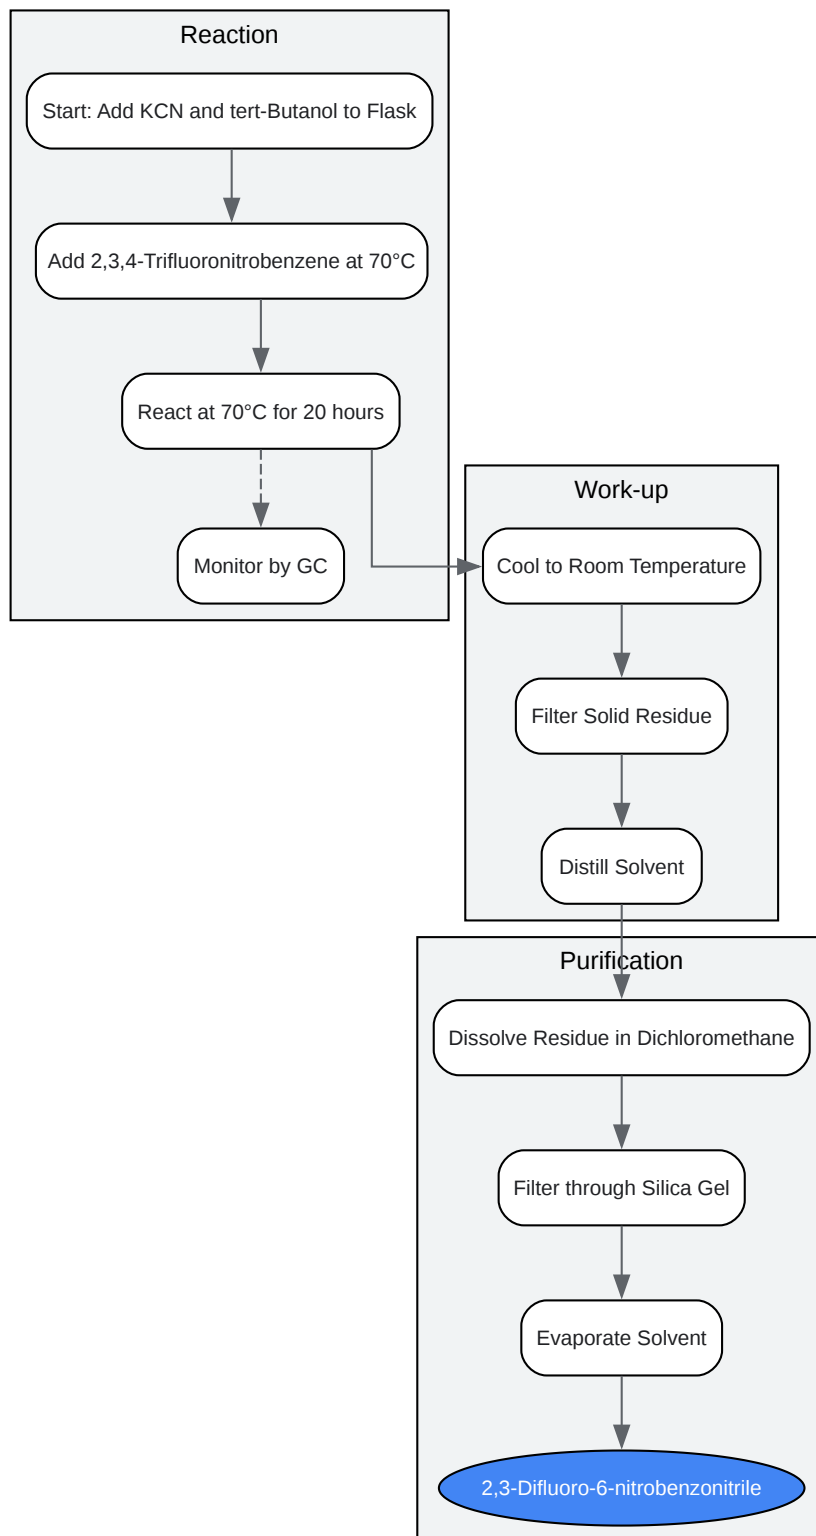 Reaction
Start: Add KCN and tert-Butanol to Flask
Add 2,3,4-Trifluoronitrobenzene at 70°C
React at 70°C for 20 hours
Monitor by GC
Work-up
Cool to Room Temperature
Filter Solid Residue
Distill Solvent
Purification
Dissolve Residue in Dichloromethane
Filter through Silica Gel
Evaporate Solvent
2,3-Difluoro-6-nitrobenzonitrile